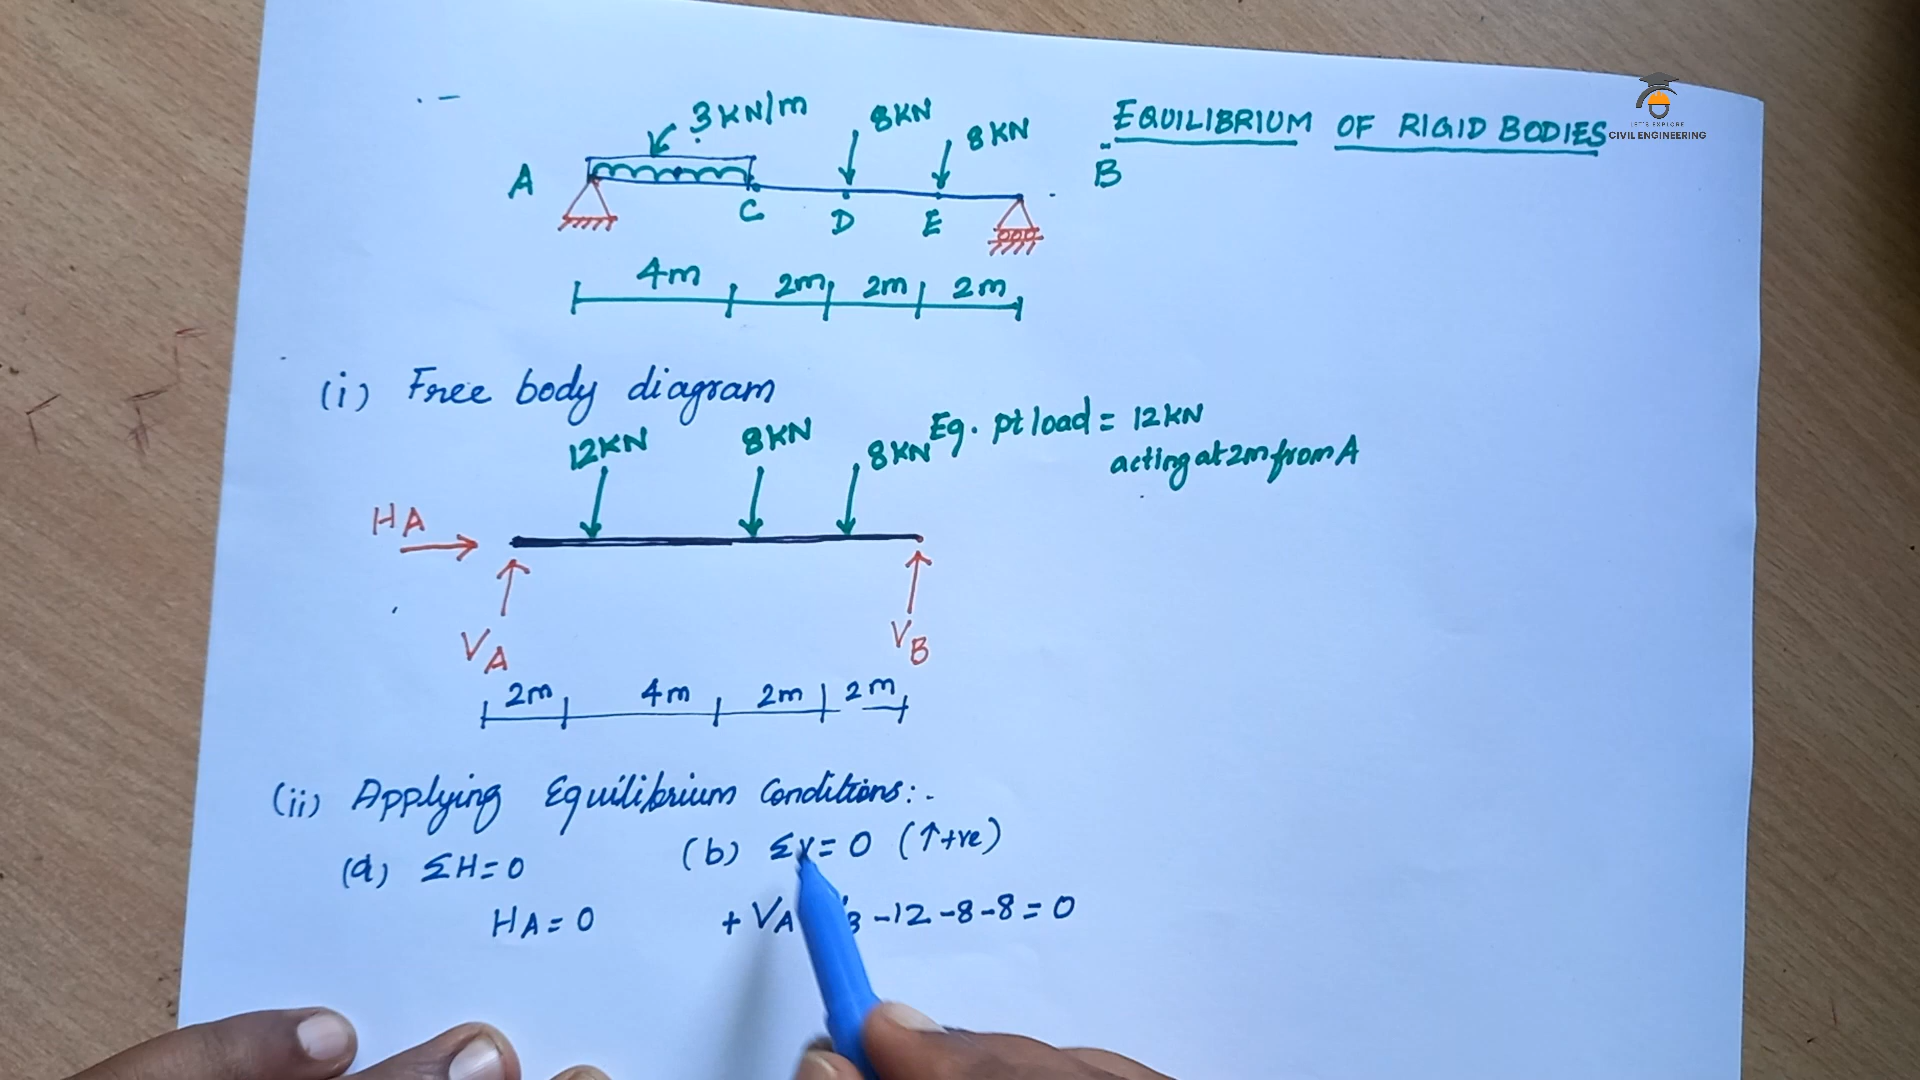 3KN/m
8KN
8KN
A
B
C
D
E
4m 2m 2m 2m
EQUILIBRIUM OF RIGID BODIES
LET'S EXPLORE
CIVIL ENGINEERING
(i) Free body diagram
12KN
8KN
8KN
Eq. pt load = 12KN
acting at 2m from A
HA
VA
VB
2m 4m 2m 2m
(ii) Applying Equilibrium Conditions:-
(a) ΣH=0
HA=0
(b) ΣV=0 (↑+ve)
+VA -12-8-8=0